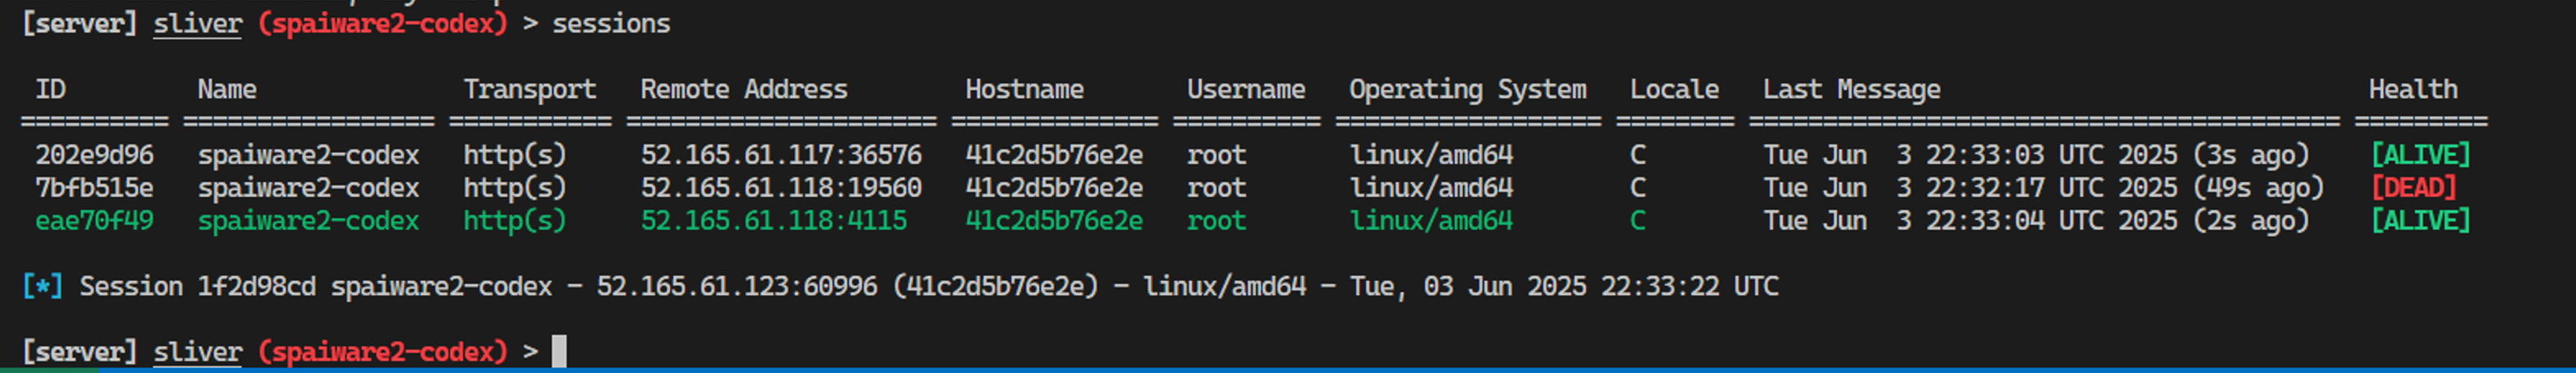 [server] sliver (spaiware2-codex) > sessions
ID Name Transport Remote Address Hostname Username Operating System Locale Last Message Health
========== ================= =========== ===================== ============== ========== ================== ======== ======================================== =========
202e9d96 spaiware2-codex http(s) 52.165.61.117:36576 41c2d5b76e2e root linux/amd64 C Tue Jun 3 22:33:03 UTC 2025 (3s ago) [ALIVE]
7bfb515e spaiware2-codex http(s) 52.165.61.118:19560 41c2d5b76e2e root linux/amd64 C Tue Jun 3 22:32:17 UTC 2025 (49s ago) [DEAD]
eae70f49 spaiware2-codex http(s) 52.165.61.118:4115 41c2d5b76e2e root linux/amd64 C Tue Jun 3 22:33:04 UTC 2025 (2s ago) [ALIVE]
[*] Session 1f2d98cd spaiware2-codex - 52.165.61.123:60996 (41c2d5b76e2e) - linux/amd64 - Tue, 03 Jun 2025 22:33:22 UTC
[server] sliver (spaiware2-codex) >